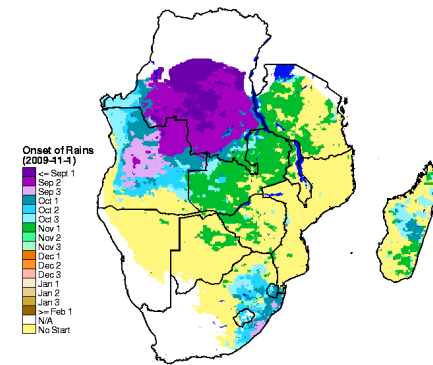 Onset of Rains
(2009-11-1)
<= Sept 1
Sep 2
Sep 3
Oct 1
Oct 2
Oct 3
Nov 1
Nov 2
Nov 3
Dec 1
Dec 2
Dec 3
Jan 1
Jan 2
Jan 3
>= Feb 1
N/A
No Start